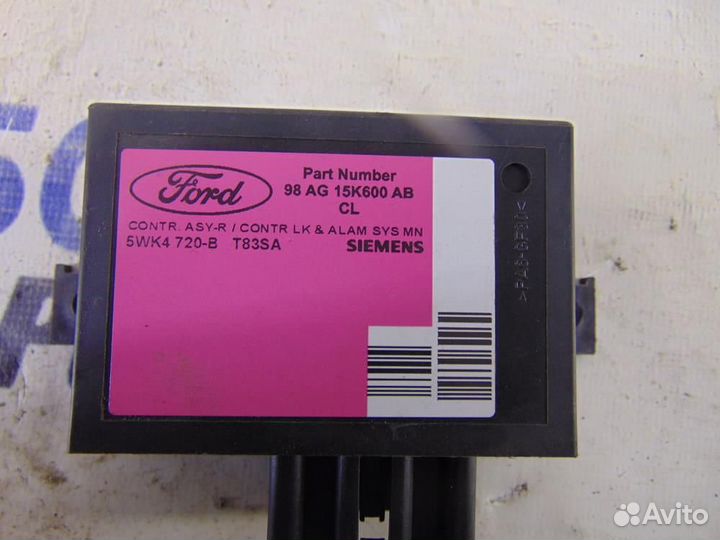 Ford
Part Number
98 AG 15K600 AB
CL
CONTR. ASY-R / CONTR LK & ALAM SYS MN
5WK4 720-B T83SA
SIEMENS
Avito